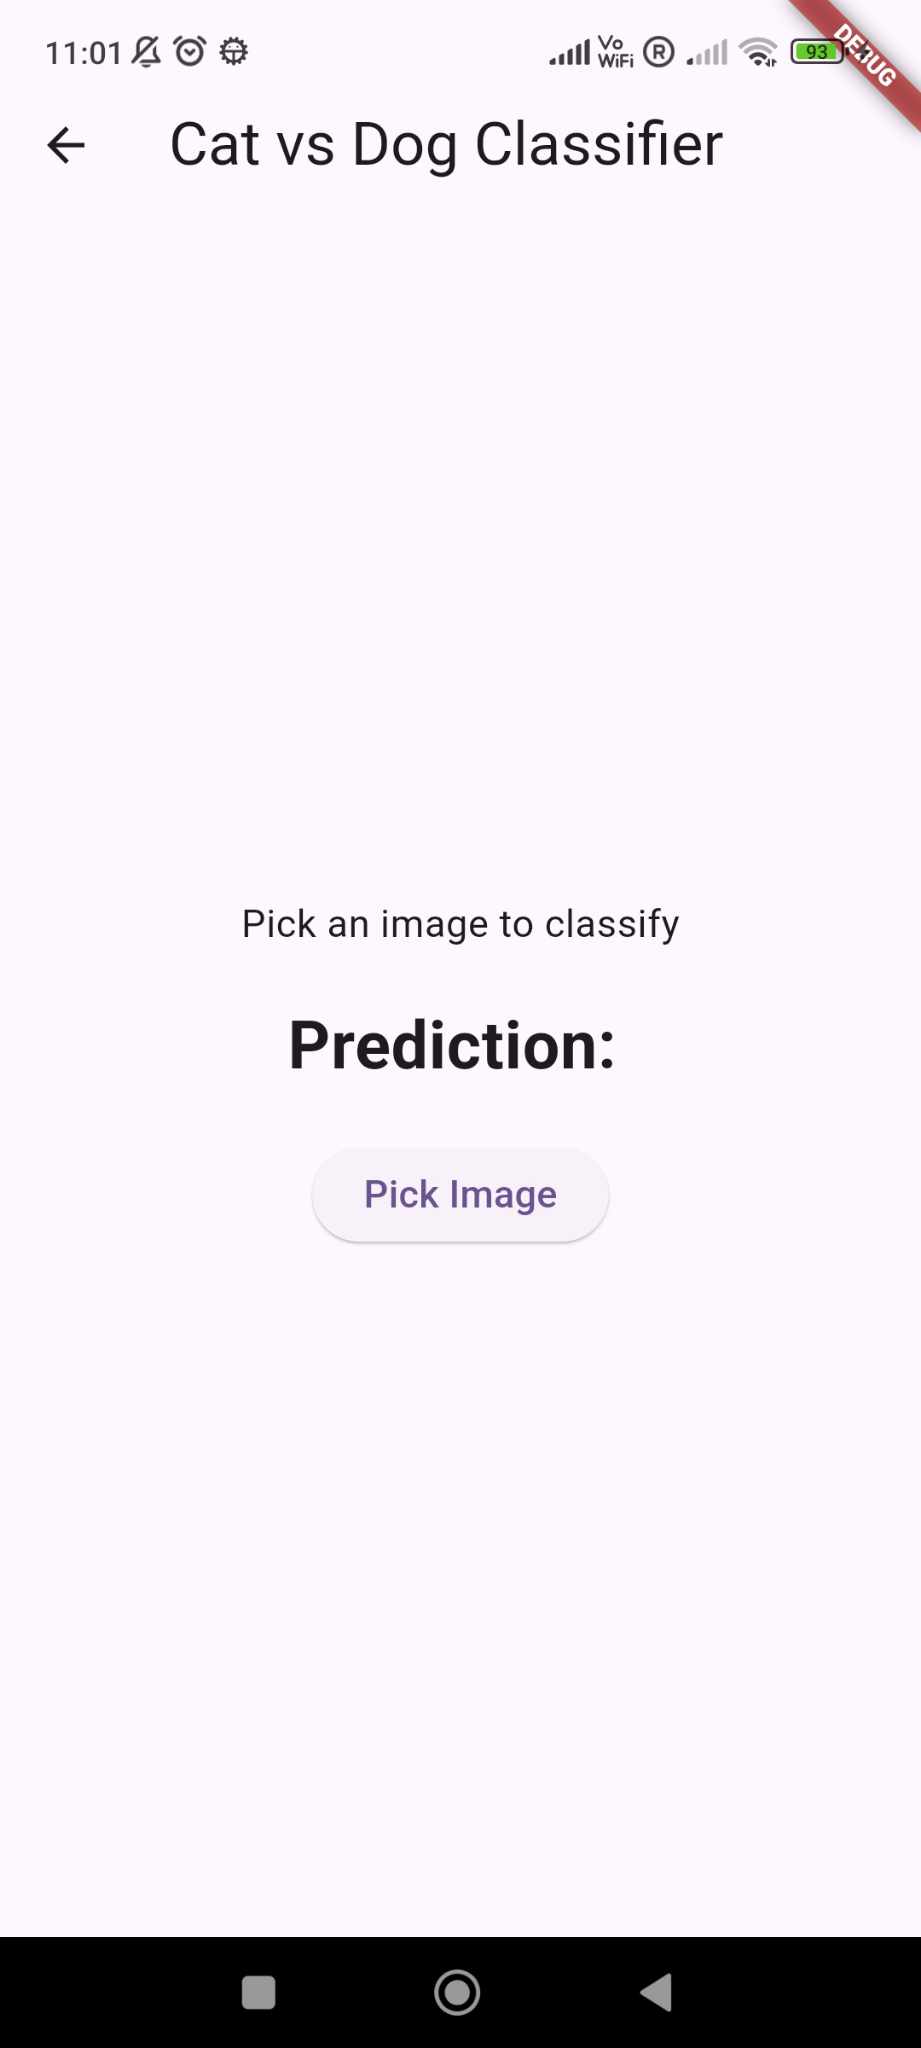 11:01 Vo WiFi R 93 DEBUG
Cat vs Dog Classifier
Pick an image to classify
Prediction:
Pick Image